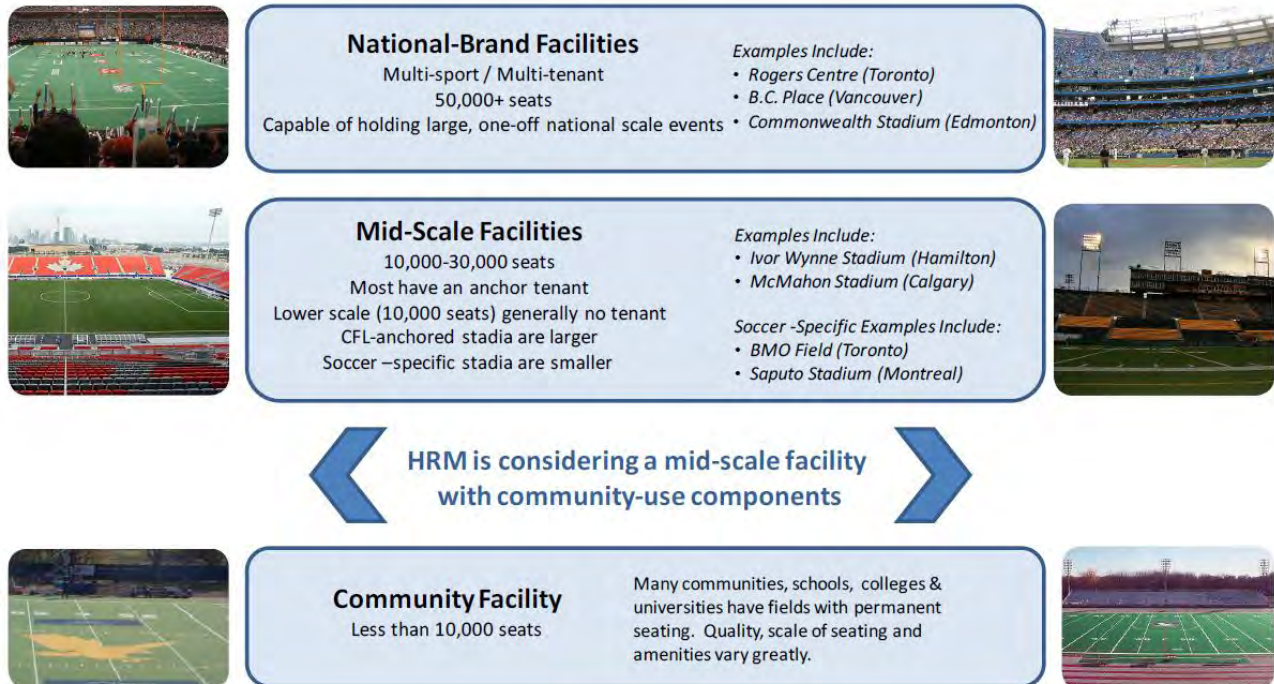 National-Brand Facilities
Multi-sport / Multi-tenant
50,000+ seats
Capable of holding large, one-off national scale events
Examples Include:
• Rogers Centre (Toronto)
• B.C. Place (Vancouver)
• Commonwealth Stadium (Edmonton)
Mid-Scale Facilities
10,000-30,000 seats
Most have an anchor tenant
Lower scale (10,000 seats) generally no tenant
CFL-anchored stadia are larger
Soccer –specific stadia are smaller
Examples Include:
• Ivor Wynne Stadium (Hamilton)
• McMahon Stadium (Calgary)
Soccer -Specific Examples Include:
• BMO Field (Toronto)
• Saputo Stadium (Montreal)
HRM is considering a mid-scale facility
with community-use components
Community Facility
Less than 10,000 seats
Many communities, schools, colleges &
universities have fields with permanent
seating. Quality, scale of seating and
amenities vary greatly.